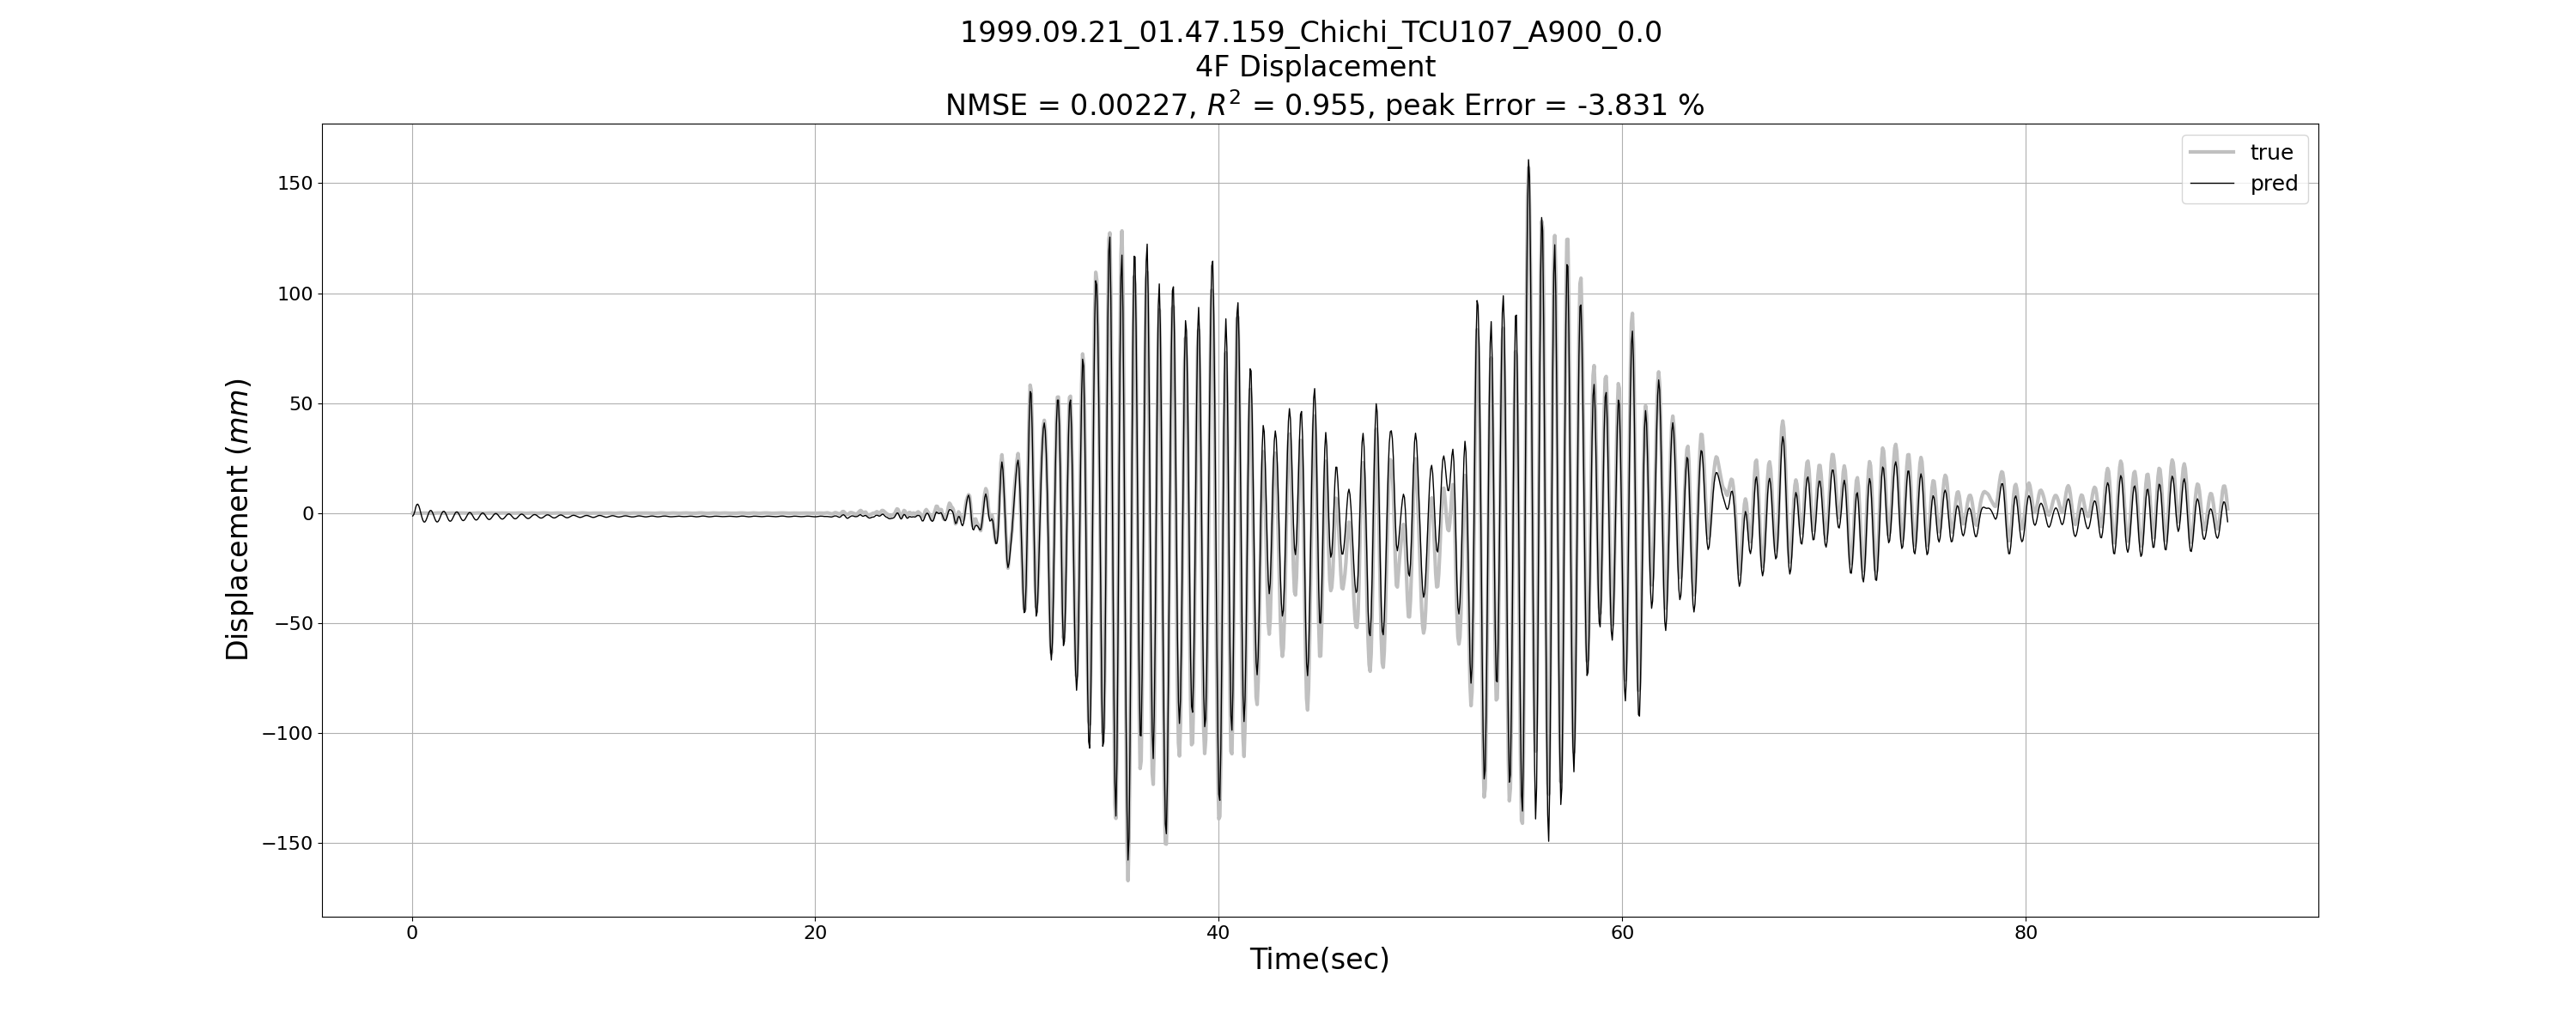 1999.09.21_01.47.159_Chichi_TCU107_A900_0.0
4F Displacement
NMSE = 0.00227, R² = 0.955, peak Error = -3.831 %
true
pred
Displacement (mm)
150
100
50
0
−50
−100
−150
0 20 40 60 80
Time(sec)